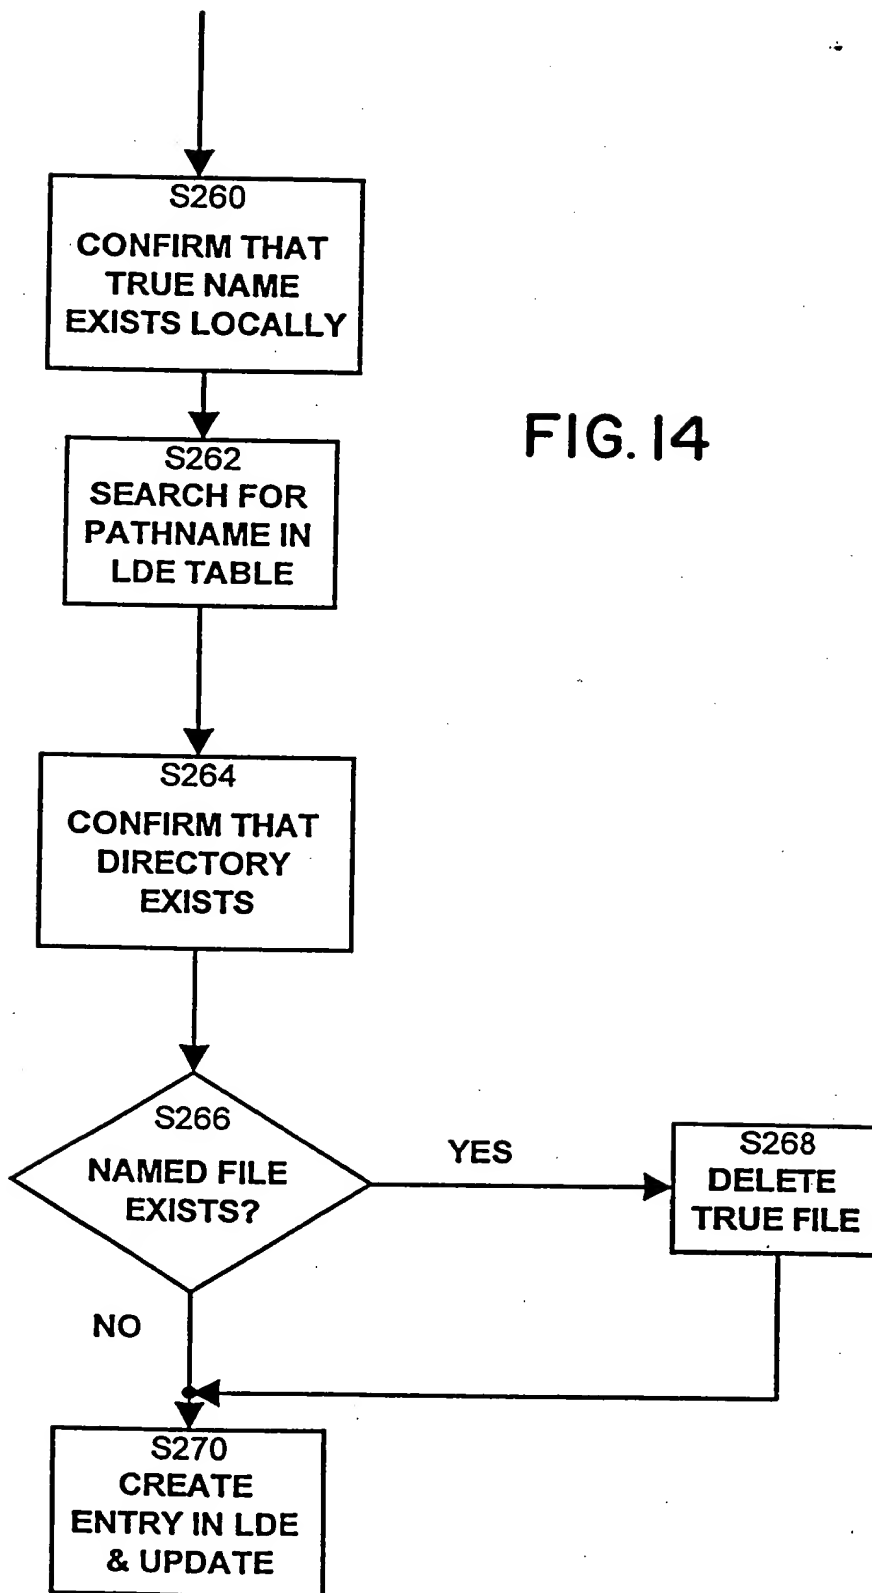 S260
CONFIRM THAT
TRUE NAME
EXISTS LOCALLY
FIG. 14
S262
SEARCH FOR
PATHNAME IN
LDE TABLE
S264
CONFIRM THAT
DIRECTORY
EXISTS
S266
NAMED FILE
EXISTS?
YES
S268
DELETE
TRUE FILE
NO
S270
CREATE
ENTRY IN LDE
& UPDATE